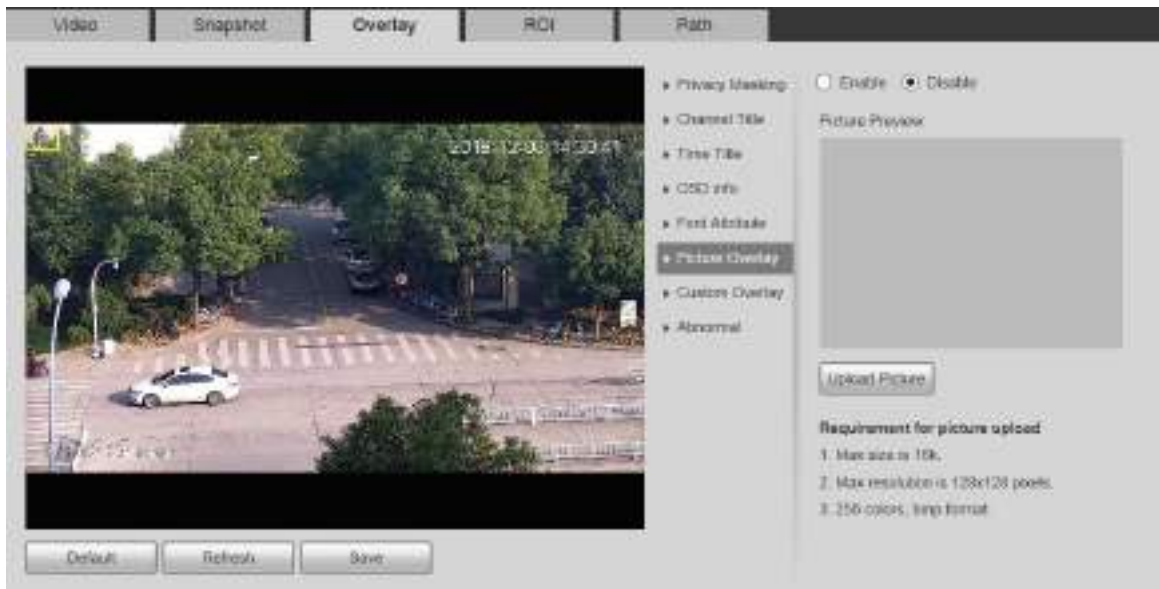 Video
Snapshot
Overlay
ROI
Path
Privacy Masking
Channel Title
Time Title
OSD info
Font Attribute
Picture Overlay
Custom Overlay
Abnormal
Enable
Disable
Picture Preview
Upload Picture
Requirement for picture upload
1. Max size is 16k.
2. Max resolution is 128x128 pixels.
3. 256 colors, bmp format
Default
Refresh
Save